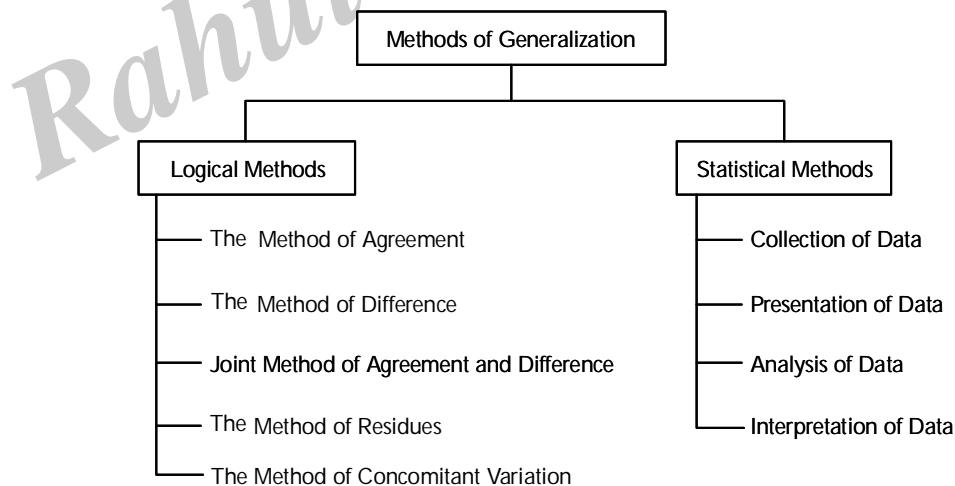 Rahul
Methods of Generalization
Logical Methods
The Method of Agreement
The Method of Difference
Joint Method of Agreement and Difference
The Method of Residues
The Method of Concomitant Variation
Statistical Methods
Collection of Data
Presentation of Data
Analysis of Data
Interpretation of Data